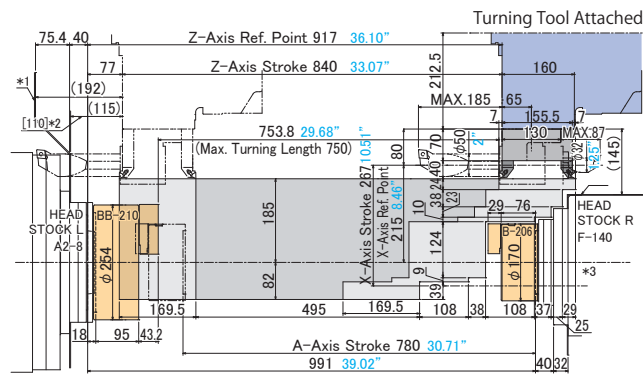 Turning Tool Attached
75.4 40
Z-Axis Ref. Point 917 36.10"
77
Z-Axis Stroke 840 33.07"
212.5
160
*1
(192)
MAX.185
65
7
155.5
7
[110]*2
(115)
753.8 29.68"
(Max. Turning Length 750)
80
70
φ50
2"
130
MAX.87
φ32
1.25"
(145)
40
24
38
23
X-Axis Stroke 267 10.51"
X-Axis Ref. Point
215 8.46"
10
29 76
HEAD
STOCK L
A2-8
BB-210
φ254
185
82
124
B-206
φ170
HEAD
STOCK R
F-140
*3
9
39
169.5
495
169.5
108
38
108
37
29
18
95
43.2
25
A-Axis Stroke 780 30.71"
991 39.02"
40 32